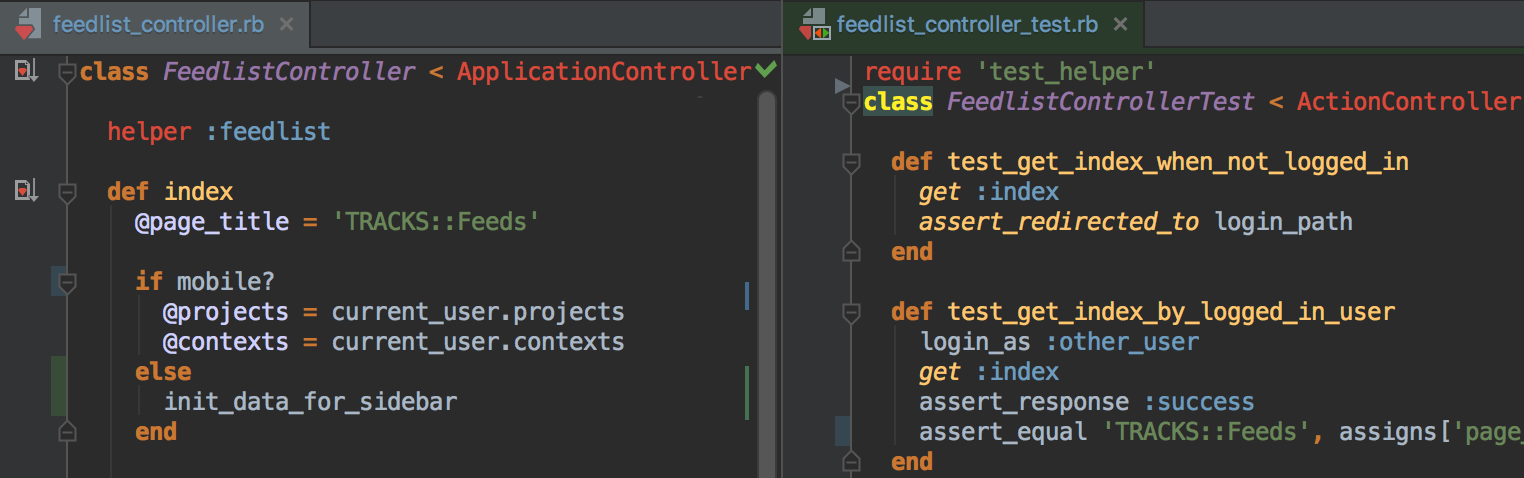 feedlist_controller.rb
class FeedlistController < ApplicationController
helper :feedlist
def index
@page_title = 'TRACKS::Feeds'
if mobile?
@projects = current_user.projects
@contexts = current_user.contexts
else
init_data_for_sidebar
end
feedlist_controller_test.rb
require 'test_helper'
class FeedlistControllerTest < ActionController
def test_get_index_when_not_logged_in
get :index
assert_redirected_to login_path
end
def test_get_index_by_logged_in_user
login_as :other_user
get :index
assert_response :success
assert_equal 'TRACKS::Feeds', assigns['page_
end